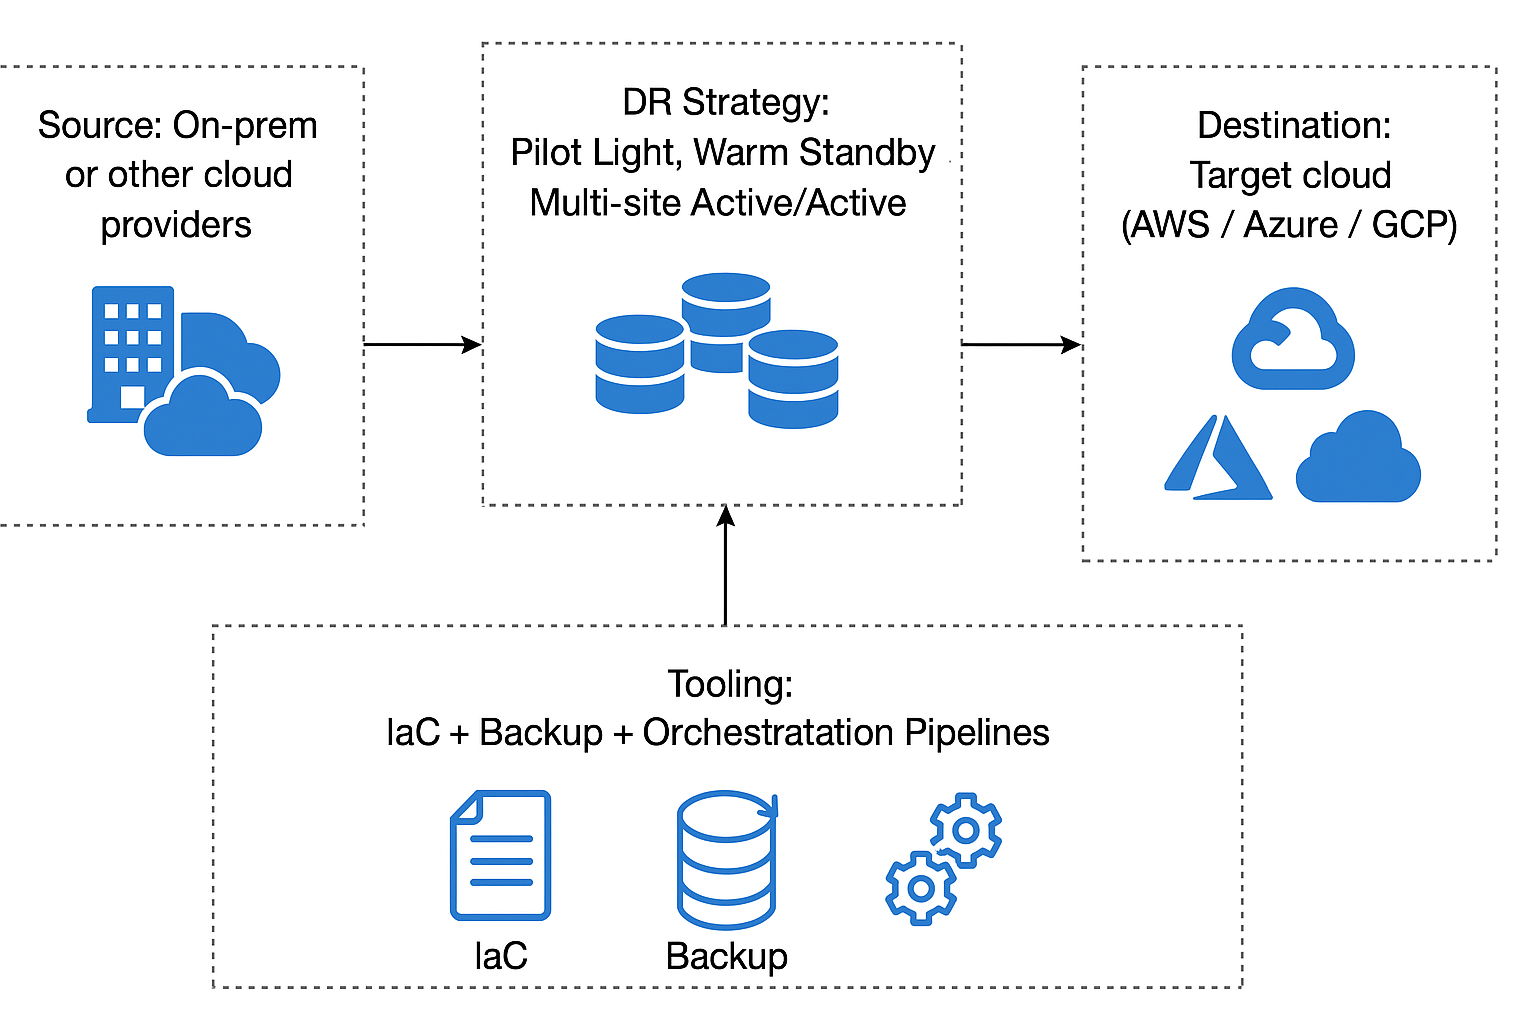 Source: On-prem
or other cloud
providers
DR Strategy:
Pilot Light, Warm Standby
Multi-site Active/Active
Destination:
Target cloud
(AWS / Azure / GCP)
Tooling:
IaC + Backup + Orchestratation Pipelines
IaC
Backup